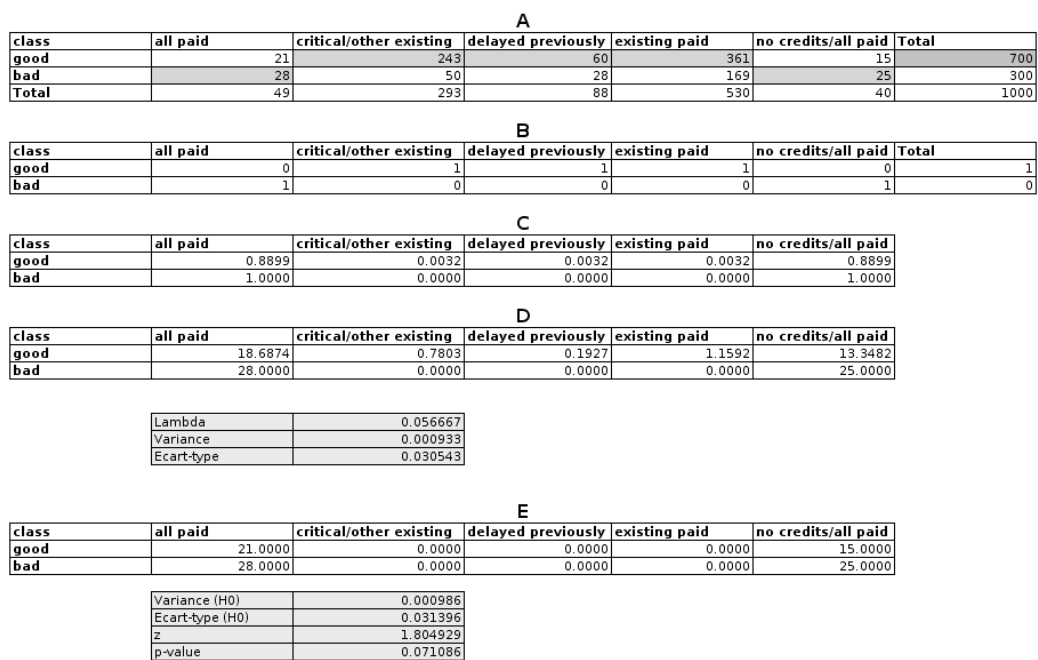 A
class all paid critical/other existing delayed previously existing paid no credits/all paid Total
good 21 243 60 361 15 700
bad 28 50 28 169 25 300
Total 49 293 88 530 40 1000
B
class all paid critical/other existing delayed previously existing paid no credits/all paid Total
good 0 1 1 1 0 1
bad 1 0 0 0 1 0
C
class all paid critical/other existing delayed previously existing paid no credits/all paid
good 0.8899 0.0032 0.0032 0.0032 0.8899
bad 1.0000 0.0000 0.0000 0.0000 1.0000
D
class all paid critical/other existing delayed previously existing paid no credits/all paid
good 18.6874 0.7803 0.1927 1.1592 13.3482
bad 28.0000 0.0000 0.0000 0.0000 25.0000
Lambda 0.056667
Variance 0.000933
Ecart-type 0.030543
E
class all paid critical/other existing delayed previously existing paid no credits/all paid
good 21.0000 0.0000 0.0000 0.0000 15.0000
bad 28.0000 0.0000 0.0000 0.0000 25.0000
Variance (H0) 0.000986
Ecart-type (H0) 0.031396
z 1.804929
p-value 0.071086